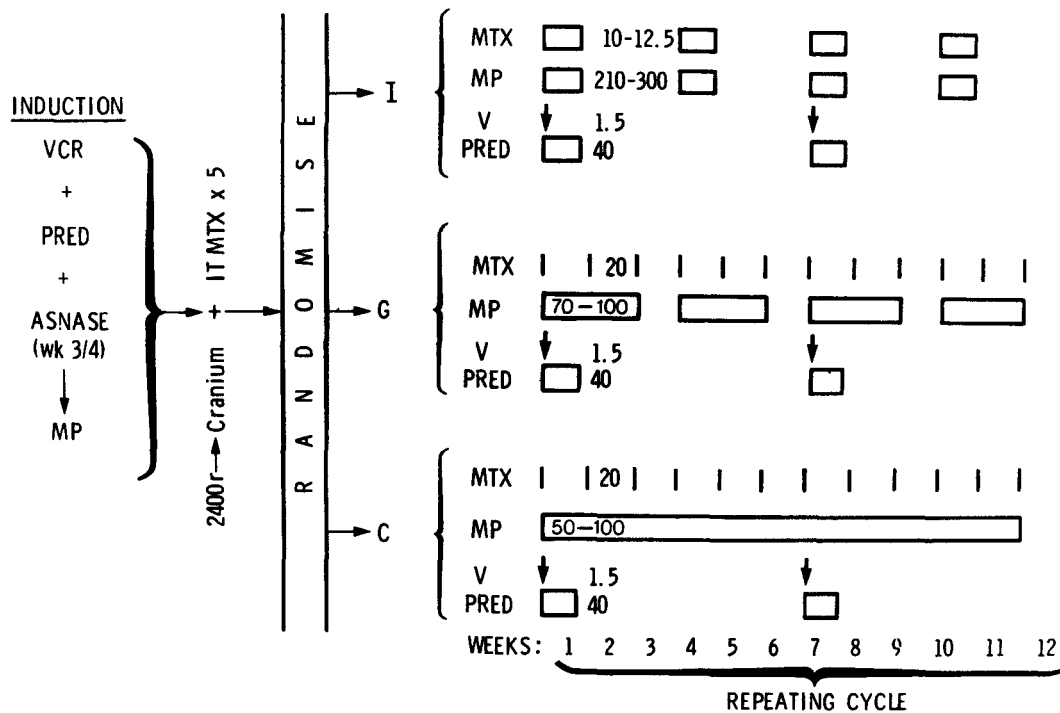 INDUCTION
VCR
+
PRED
+
ASNASE
(wk 3/4)
MP
2400r→Cranium + IT MTX x 5
RANDOMISE
I
MTX 10-12.5
MP 210-300
V 1.5
PRED 40
G
MTX 20
MP 70-100
V 1.5
PRED 40
C
MTX 20
MP 50-100
V 1.5
PRED 40
WEEKS: 1 2 3 4 5 6 7 8 9 10 11 12
REPEATING CYCLE